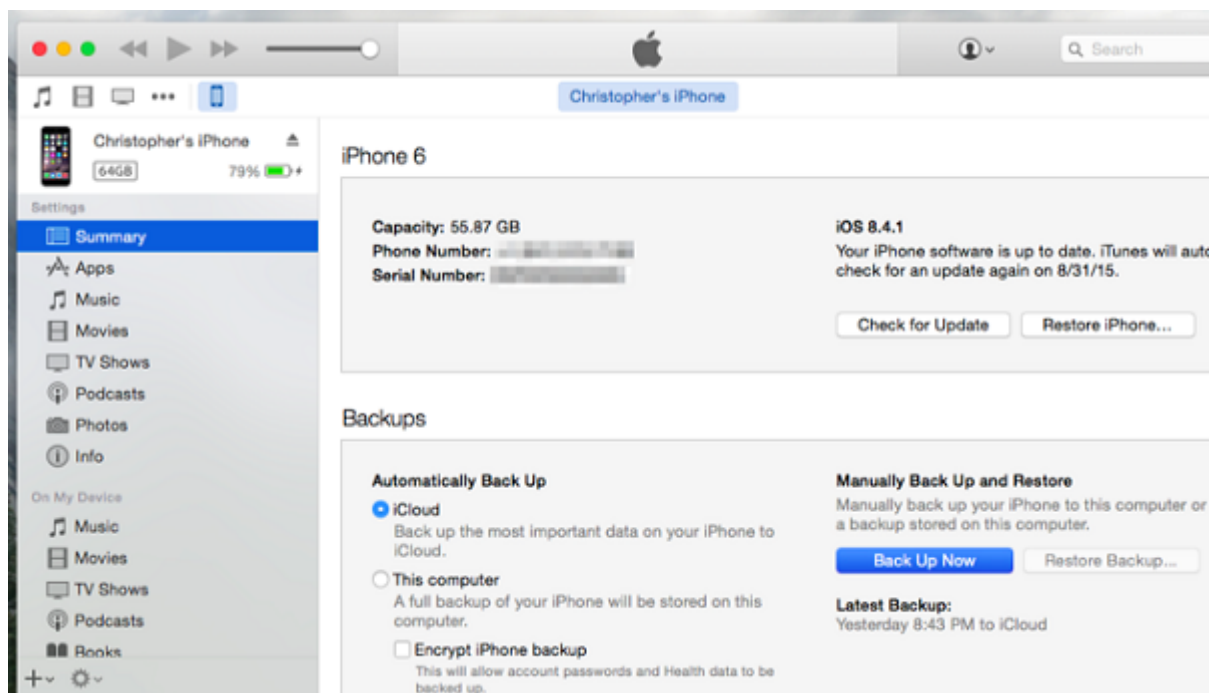 Search
Christopher's iPhone
Christopher's iPhone
64GB
79%
Settings
Summary
Apps
Music
Movies
TV Shows
Podcasts
Photos
Info
On My Device
Music
Movies
TV Shows
Podcasts
Books
iPhone 6
Capacity: 55.87 GB
Phone Number:
Serial Number:
iOS 8.4.1
Your iPhone software is up to date. iTunes will auto
check for an update again on 8/31/15.
Check for Update
Restore iPhone...
Backups
Automatically Back Up
iCloud
Back up the most important data on your iPhone to
iCloud.
This computer
A full backup of your iPhone will be stored on this
computer.
Encrypt iPhone backup
This will allow account passwords and Health data to be
backed up.
Manually Back Up and Restore
Manually back up your iPhone to this computer or
a backup stored on this computer.
Back Up Now
Restore Backup...
Latest Backup:
Yesterday 8:43 PM to iCloud